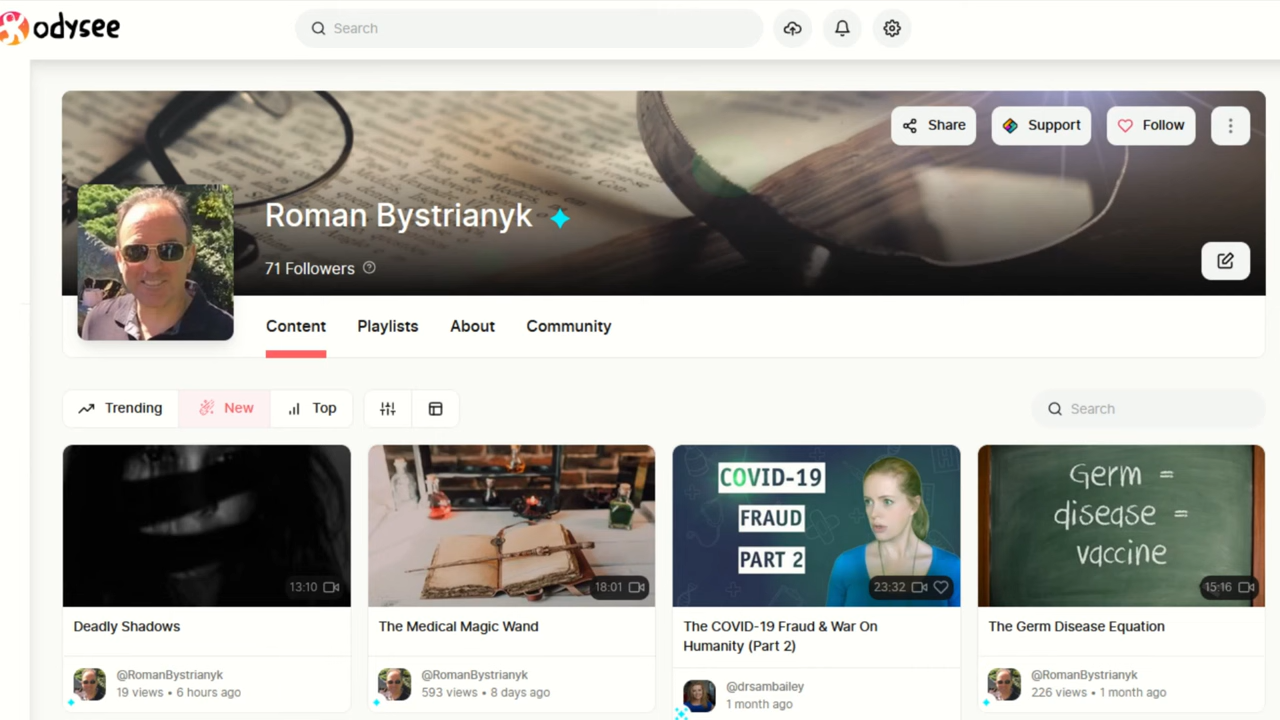 odysee
Search
Share
Support
Follow
Roman Bystrianyk
71 Followers
Content
Playlists
About
Community
Trending
New
Top
Search
13:10
18:01
COVID-19
FRAUD
PART 2
23:32
Germ =
disease =
vaccine
15:16
Deadly Shadows
The Medical Magic Wand
The COVID-19 Fraud & War On
Humanity (Part 2)
The Germ Disease Equation
@RomanBystrianyk
19 views • 6 hours ago
@RomanBystrianyk
593 views • 8 days ago
@drsambailey
1 month ago
@RomanBystrianyk
226 views • 1 month ago